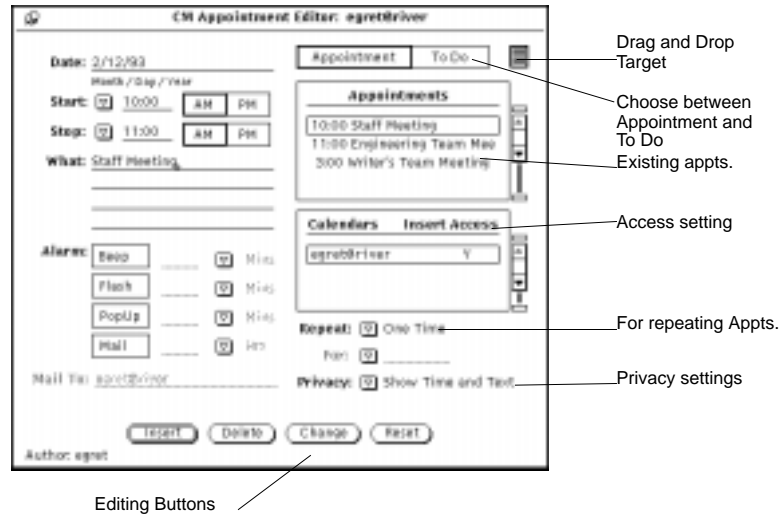 CM Appointment Editor: egret@river
Date: 2/12/93
Month / Day / Year
Start: 10:00 AM PM
Stop: 11:00 AM PM
What: Staff Meeting
Alarm:
Beep Mins
Flash Mins
PopUp Mins
Mail Hrs
Mail To: egret@river
Appointment To Do
Appointments
10:00 Staff Meeting
11:00 Engineering Team Mee
3:00 Writer's Team Meeting
Calendars Insert Access
egret@river Y
Repeat: One Time
For:
Privacy: Show Time and Text
Insert Delete Change Reset
Author: egret
Drag and Drop
Target
Choose between
Appointment and
To Do
Existing appts.
Access setting
For repeating Appts.
Privacy settings
Editing Buttons